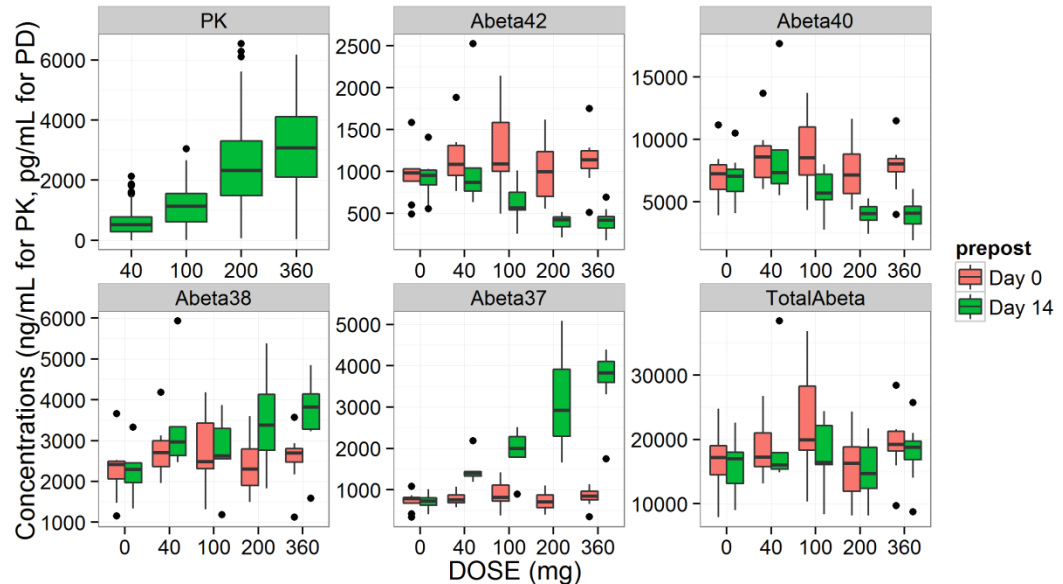 PK
Abeta42
Abeta40
6000
4000
2000
0
2500
2000
1500
1000
500
15000
10000
5000
40 100 200 360
0 40 100 200 360
0 40 100 200 360
Abeta38
Abeta37
TotalAbeta
6000
5000
4000
3000
2000
1000
5000
4000
3000
2000
1000
30000
20000
10000
0 40 100 200 360
0 40 100 200 360
0 40 100 200 360
DOSE (mg)
Concentrations (ng/mL for PK, pg/mL for PD)
prepost
Day 0
Day 14